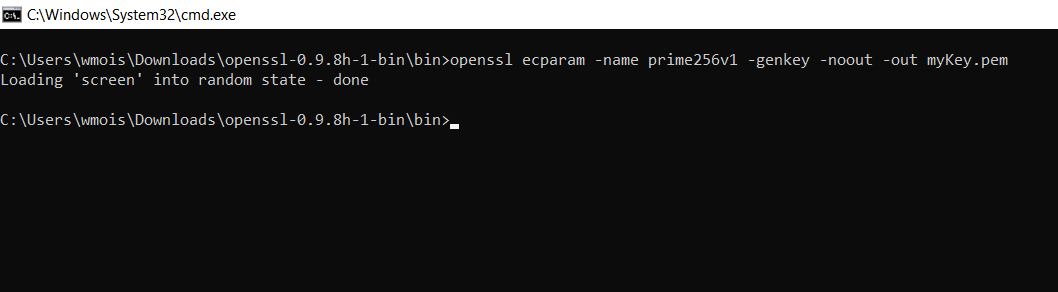 C:\Windows\System32\cmd.exe
C:\Users\wmois\Downloads\openssl-0.9.8h-1-bin\bin>openssl ecparam -name prime256v1 -genkey -noout -out myKey.pem
Loading 'screen' into random state - done
C:\Users\wmois\Downloads\openssl-0.9.8h-1-bin\bin>